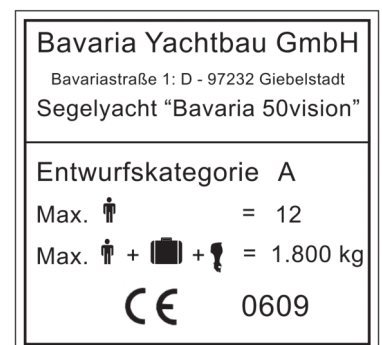 Bavaria Yachtbau GmbH
Bavariastraße 1: D - 97232 Giebelstadt
Segelyacht “Bavaria 50vision”
Entwurfskategorie A
Max. = 12
Max. + + = 1.800 kg
CE 0609